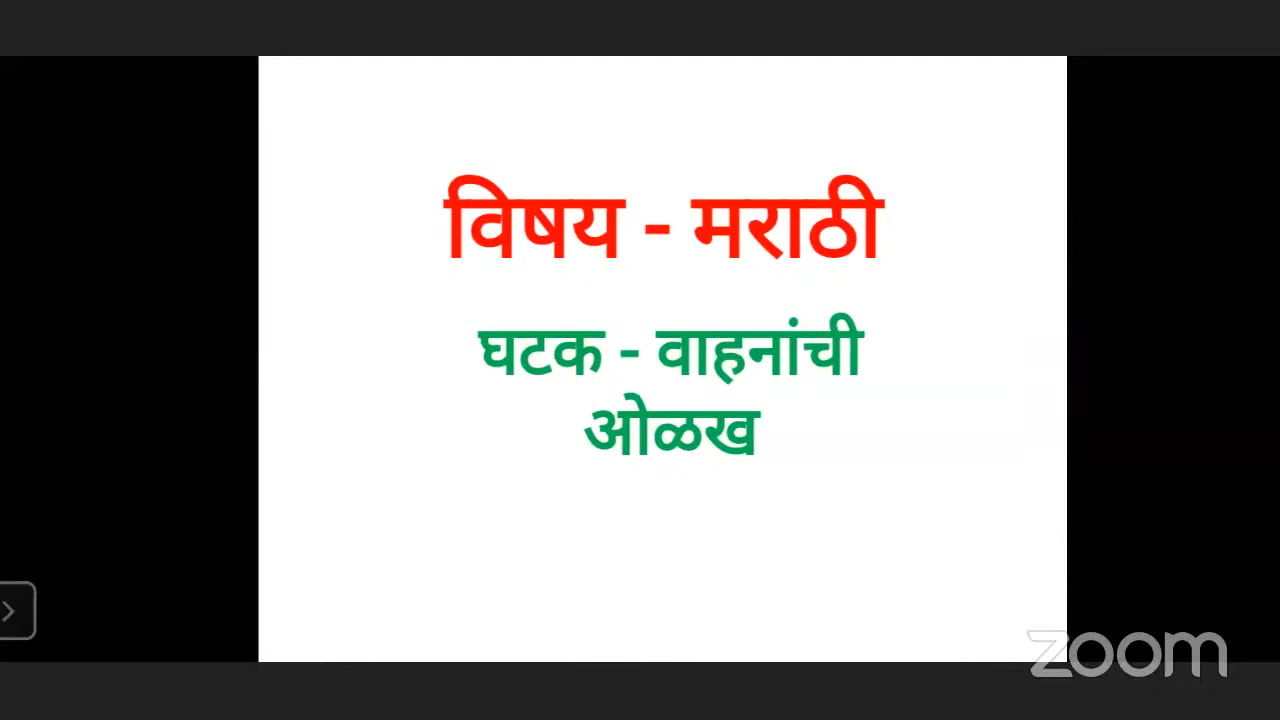 विषय - मराठी
घटक - वाहनांची
ओळख
zoom